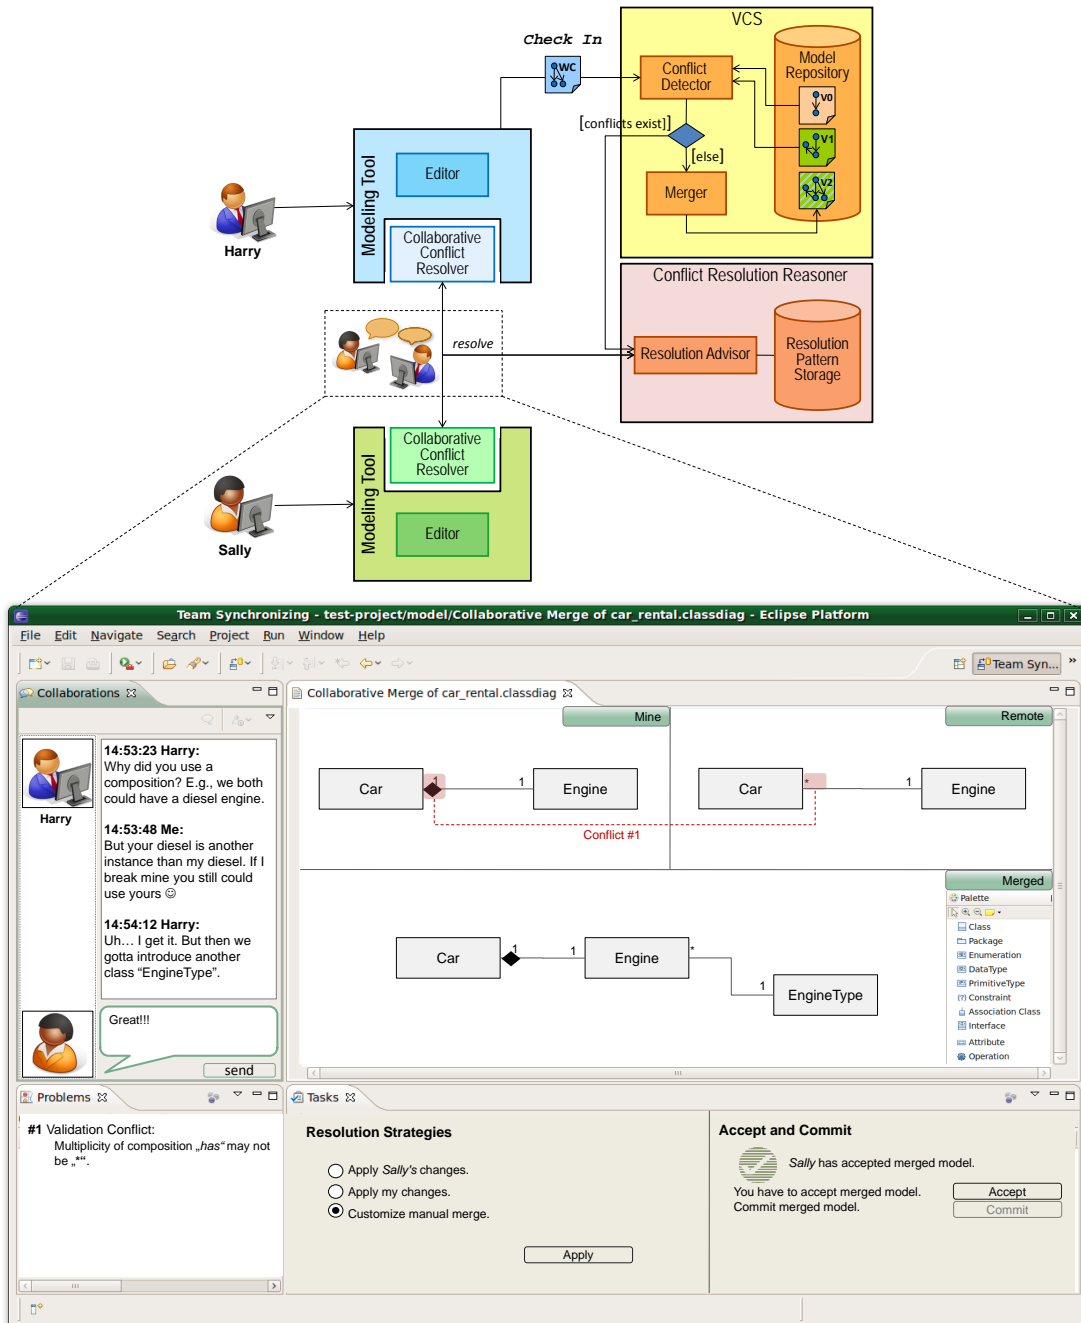 VCS
Check In
WC
Conflict
Detector
Model
Repository
V0
V1
V2
[conflicts exist]]
[else]
Merger
Modeling Tool
Editor
Collaborative
Conflict
Resolver
Harry
Conflict Resolution Reasoner
resolve
Resolution Advisor
Resolution
Pattern
Storage
Collaborative
Conflict
Resolver
Modeling Tool
Editor
Sally
Team Synchronizing - test-project/model/Collaborative Merge of car_rental.classdiag - Eclipse Platform
File Edit Navigate Search Project Run Window Help
Team Syn... »
Collaborations
Harry
14:53:23 Harry:
Why did you use a
composition? E.g., we both
could have a diesel engine.
14:53:48 Me:
But your diesel is another
instance than my diesel. If I
break mine you still could
use yours ☺
14:54:12 Harry:
Uh… I get it. But then we
gotta introduce another
class “EngineType”.
Great!!!
send
Collaborative Merge of car_rental.classdiag
Mine
Car 1 1 Engine
Remote
Car * 1 Engine
Conflict #1
Merged
Car 1 1 Engine *
1 EngineType
Palette
Class
Package
Enumeration
DataType
PrimitiveType
Constraint
Association Class
Interface
Attribute
Operation
Problems
#1 Validation Conflict:
Multiplicity of composition „has“ may not
be „*“.
Tasks
Resolution Strategies
Apply Sally's changes.
Apply my changes.
Customize manual merge.
Apply
Accept and Commit
Sally has accepted merged model.
You have to accept merged model.
Accept
Commit merged model.
Commit